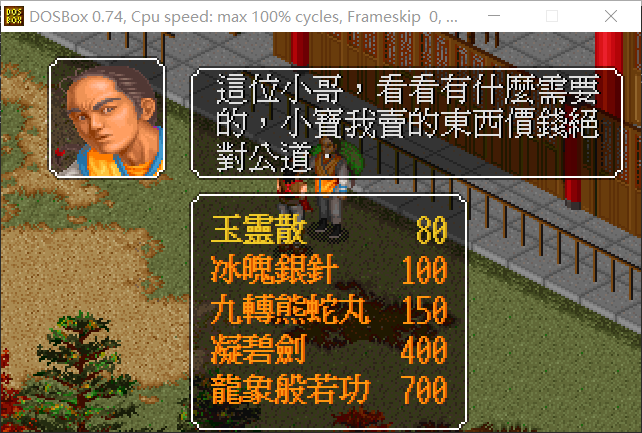 DOSBox 0.74, Cpu speed: max 100% cycles, Frameskip 0, ...
這位小哥，看看有什麼需要
的，小寶我賣的東西價錢絕
對公道
玉靈散 80
冰魄銀針 100
九轉熊蛇丸 150
凝碧劍 400
龍象般若功 700